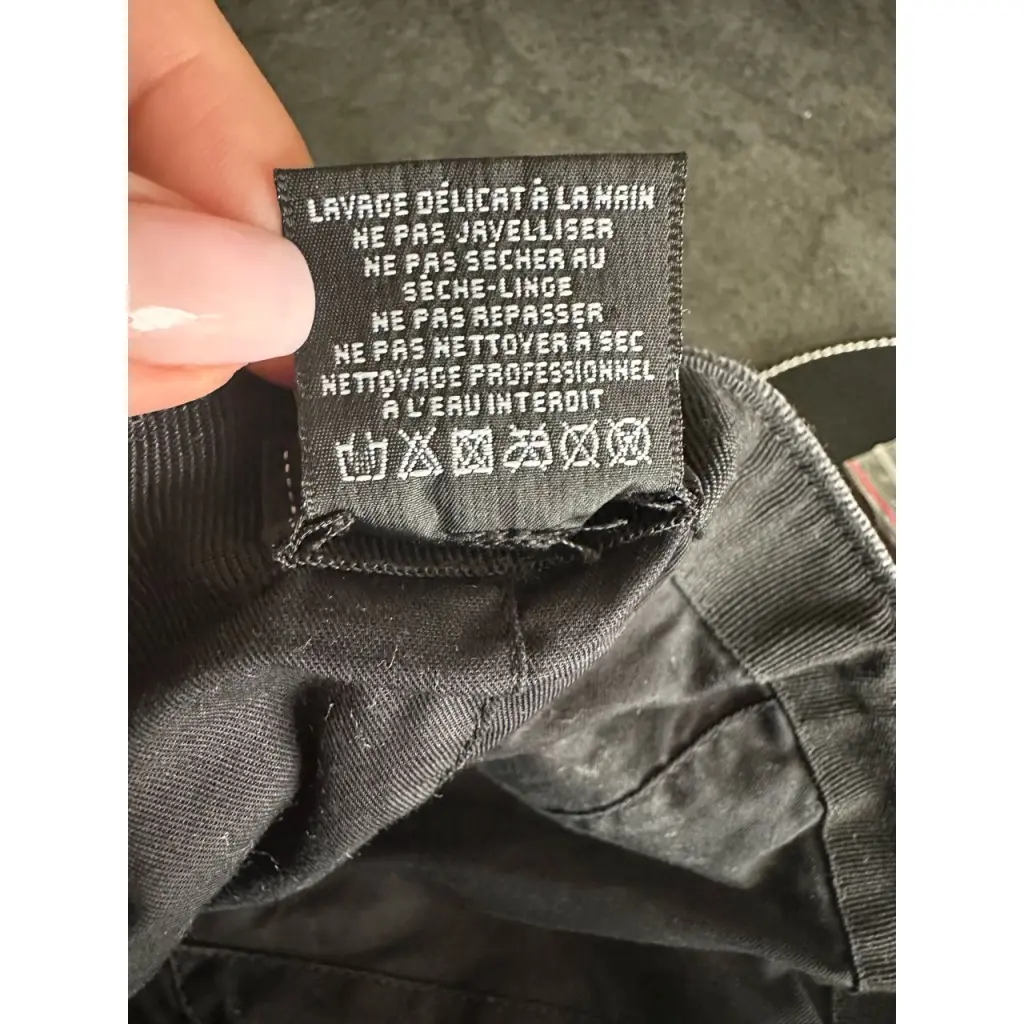 LAVAGE DÉLICAT À LA MAIN
NE PAS JAVELLISER
NE PAS SÉCHER AU
SÈCHE-LINGE
NE PAS REPASSER
NE PAS NETTOYER À SEC
NETTOYAGE PROFESSIONNEL
À L'EAU INTERDIT